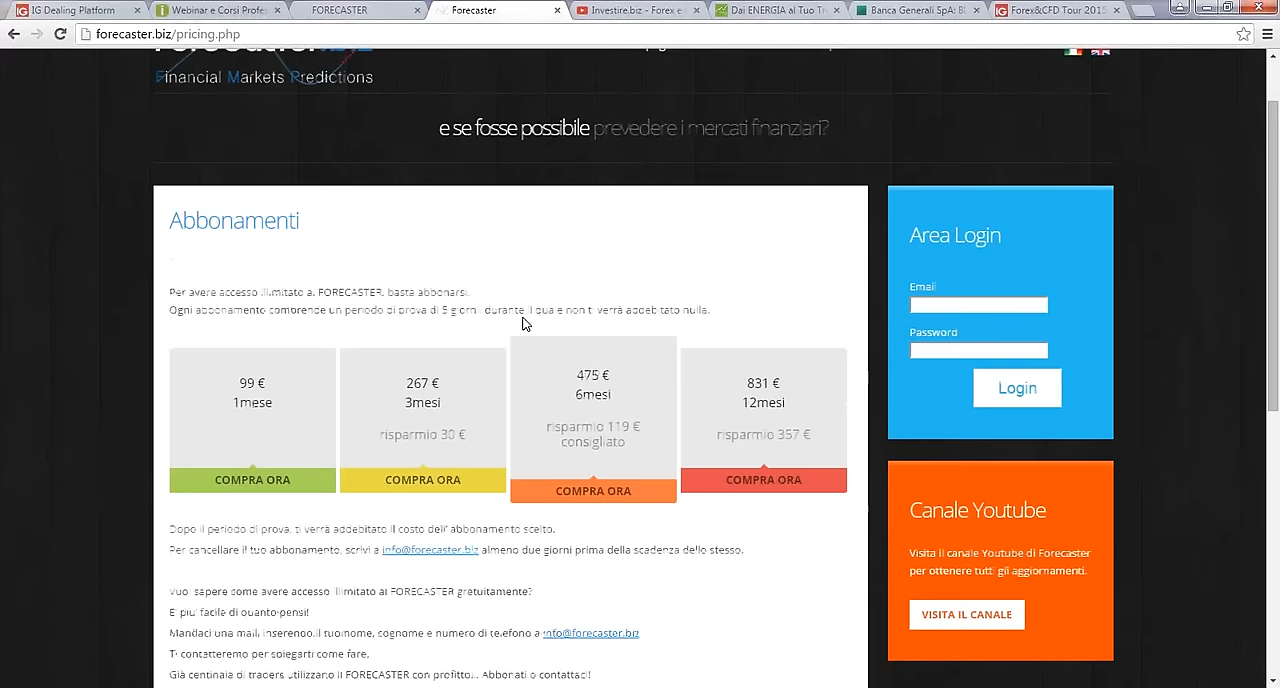 IG Dealing Platform
Webinar e Corsi Profes
FORECASTER
Forecaster
Investire.biz - Forex e
Dai ENERGIA al Tuo Tr
Banca Generali SpA:
Forex&CFD Tour 2015
forecaster.biz/pricing.php
Financial Markets Predictions
e se fosse possibile prevedere i mercati finanziari?
Abbonamenti
Per avere accesso illimitato al FORECASTER, basta abbonarsi.
Ogni abbonamento comprende un periodo di prova di 5 giorni durante il quale non ti verrà addebitato nulla.
99 €
1mese
COMPRA ORA
267 €
3mesi
risparmio 30 €
COMPRA ORA
475 €
6mesi
risparmio 119 €
consigliato
COMPRA ORA
831 €
12mesi
risparmio 357 €
COMPRA ORA
Dopo il periodo di prova, ti verrà addebitato il costo dell'abbonamento scelto.
Per cancellare il tuo abbonamento, scrivi a info@forecaster.biz almeno due giorni prima della scadenza dello stesso.
Vuoi sapere come avere accesso illimitato al FORECASTER gratuitamente?
E' piu' facile di quanto pensi!
Mandaci una mail, inserendo il tuo nome, cognome e numero di telefono a info@forecaster.biz
Ti contatteremo per spiegarti come fare.
Già centinaia di traders utilizzano il FORECASTER con profitto... Abbonati o contattaci!
Area Login
Email
Password
Login
Canale Youtube
Visita il canale Youtube di Forecaster
per ottenere tutti gli aggiornamenti.
VISITA IL CANALE